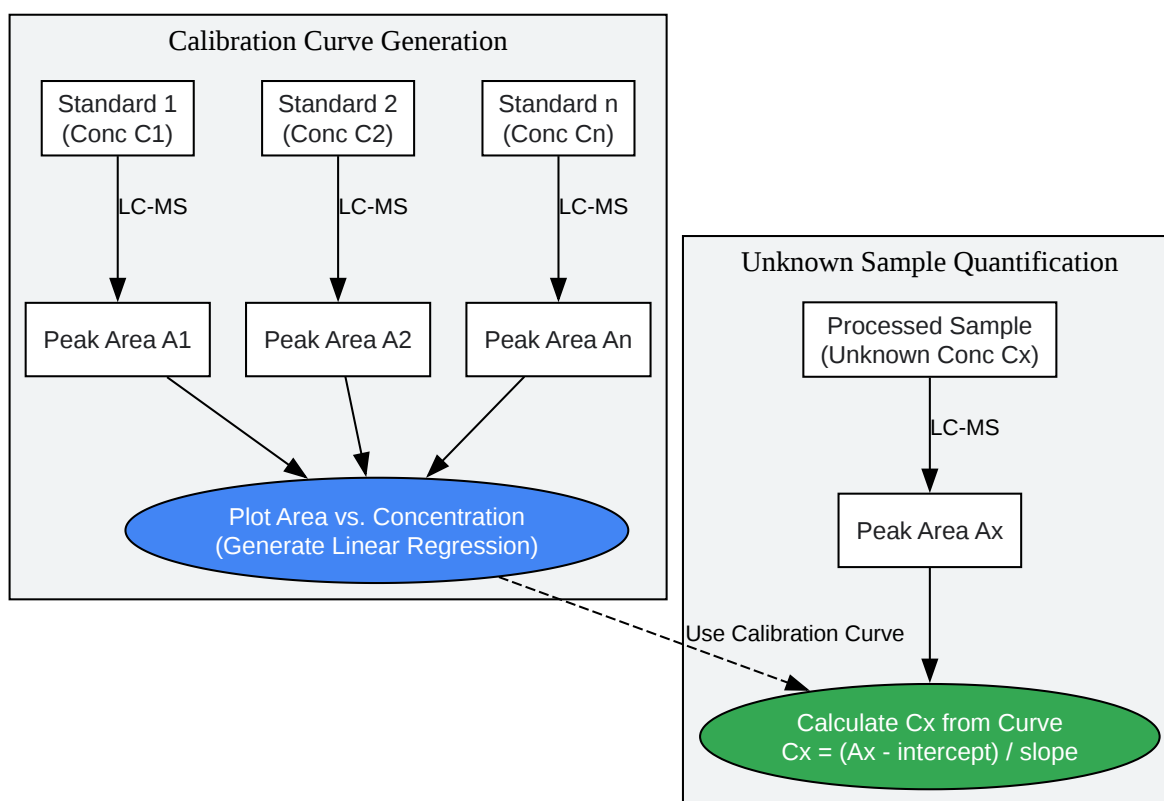 Calibration Curve Generation
Standard 1
(Conc C1)
Standard 2
(Conc C2)
Standard n
(Conc Cn)
LC-MS
LC-MS
LC-MS
Peak Area A1
Peak Area A2
Peak Area An
Plot Area vs. Concentration
(Generate Linear Regression)
Unknown Sample Quantification
Processed Sample
(Unknown Conc Cx)
LC-MS
Peak Area Ax
Use Calibration Curve
Calculate Cx from Curve
Cx = (Ax - intercept) / slope